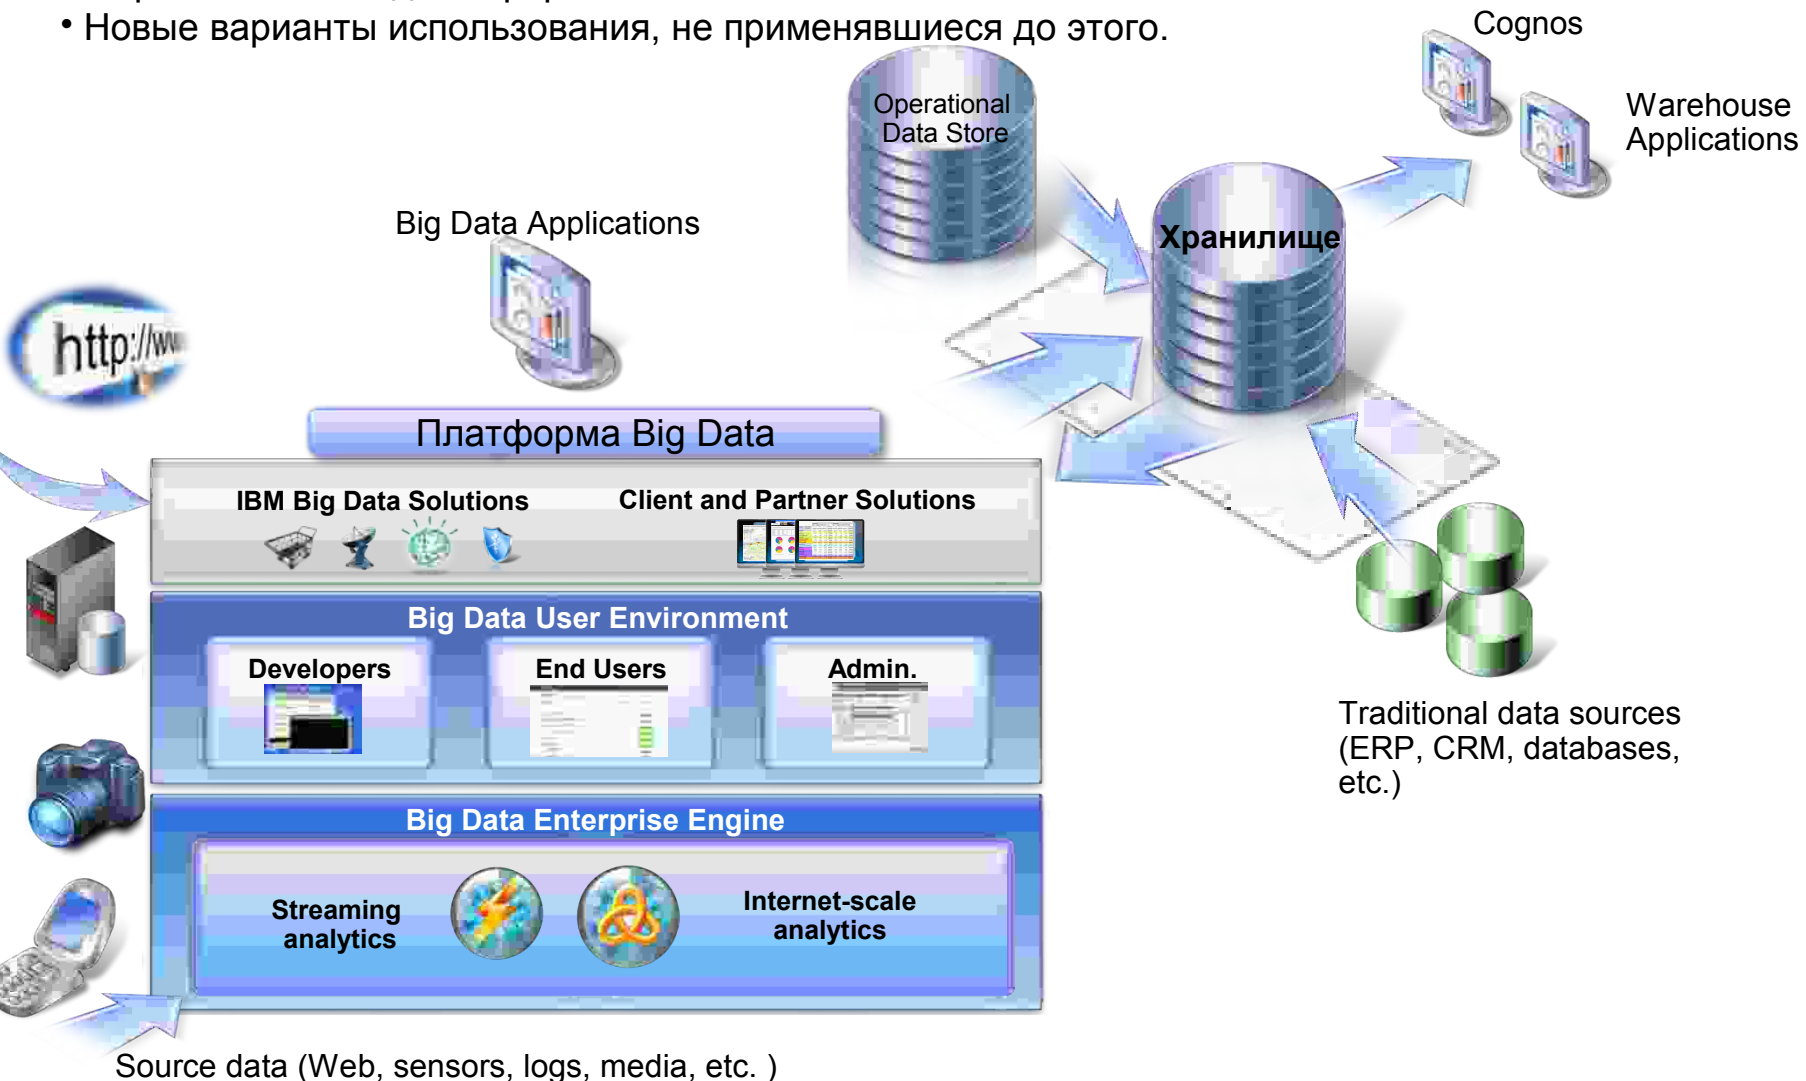 • Новые варианты использования, не применявшиеся до этого.
Cognos
Operational
Data Store
Warehouse
Applications
Big Data Applications
Хранилище
http://ww
Платформа Big Data
IBM Big Data Solutions
Client and Partner Solutions
Big Data User Environment
Developers
End Users
Admin.
Traditional data sources
(ERP, CRM, databases,
etc.)
Big Data Enterprise Engine
Streaming
analytics
Internet-scale
analytics
Source data (Web, sensors, logs, media, etc. )